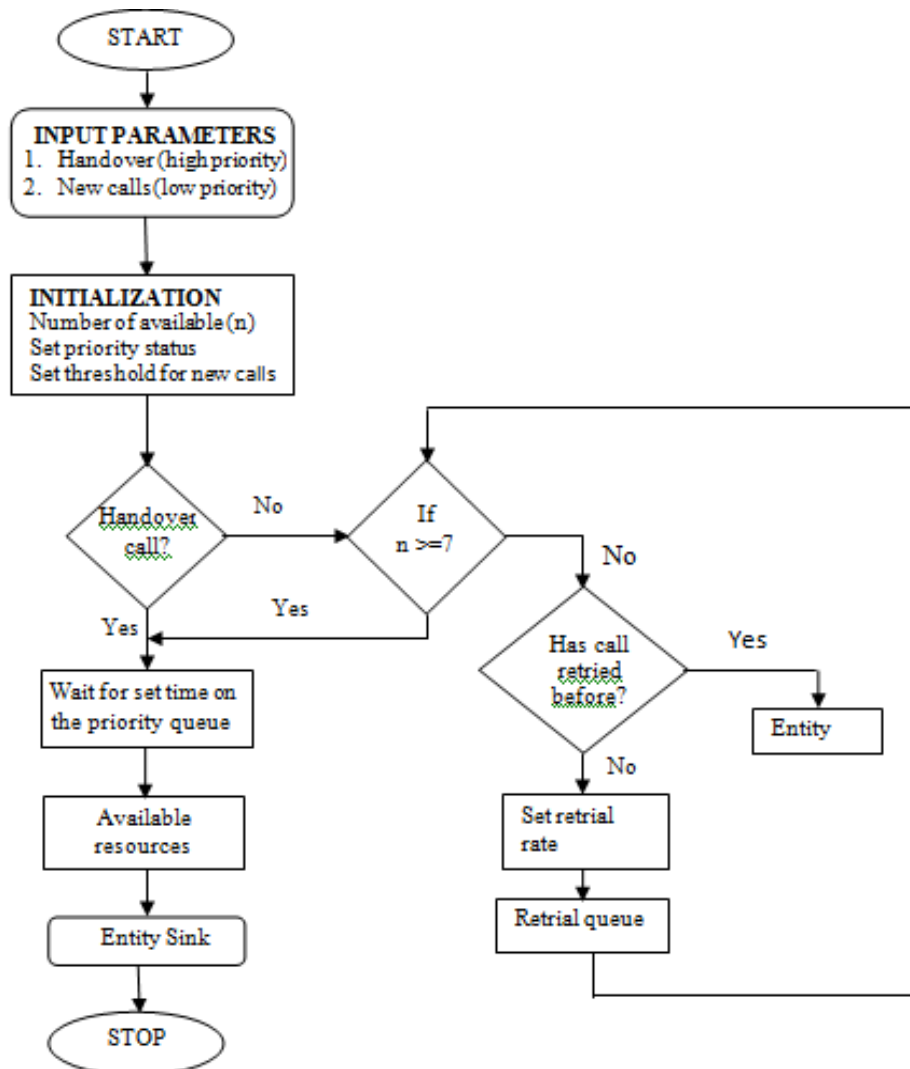 START
INPUT PARAMETERS
1. Handover (high priority)
2. New calls (low priority)
INITIALIZATION
Number of available (n)
Set priority status
Set threshold for new calls
Handover
call?
No
If
n >=7
No
Yes
Yes
Has call
retried
before?
Yes
Wait for set time on
the priority queue
Entity
No
Available
resources
Set retrial
rate
Retrial queue
Entity Sink
STOP